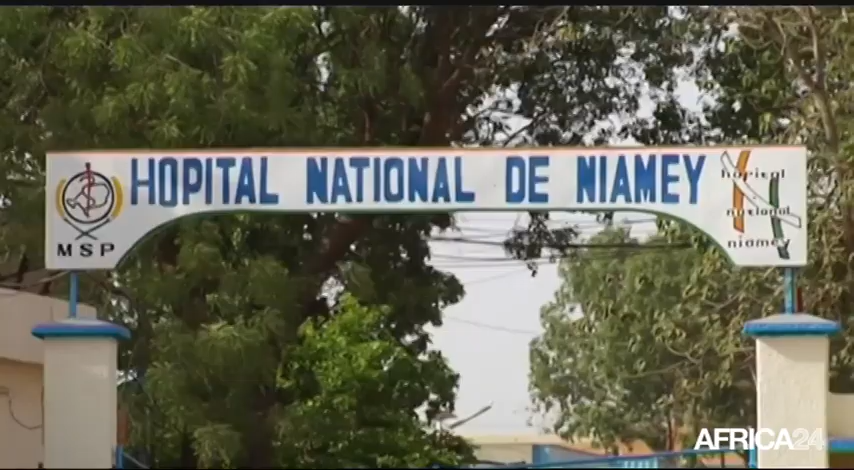 HOPITAL NATIONAL DE NIAMEY
MSP
hopital
national
niamey
AFRICA24